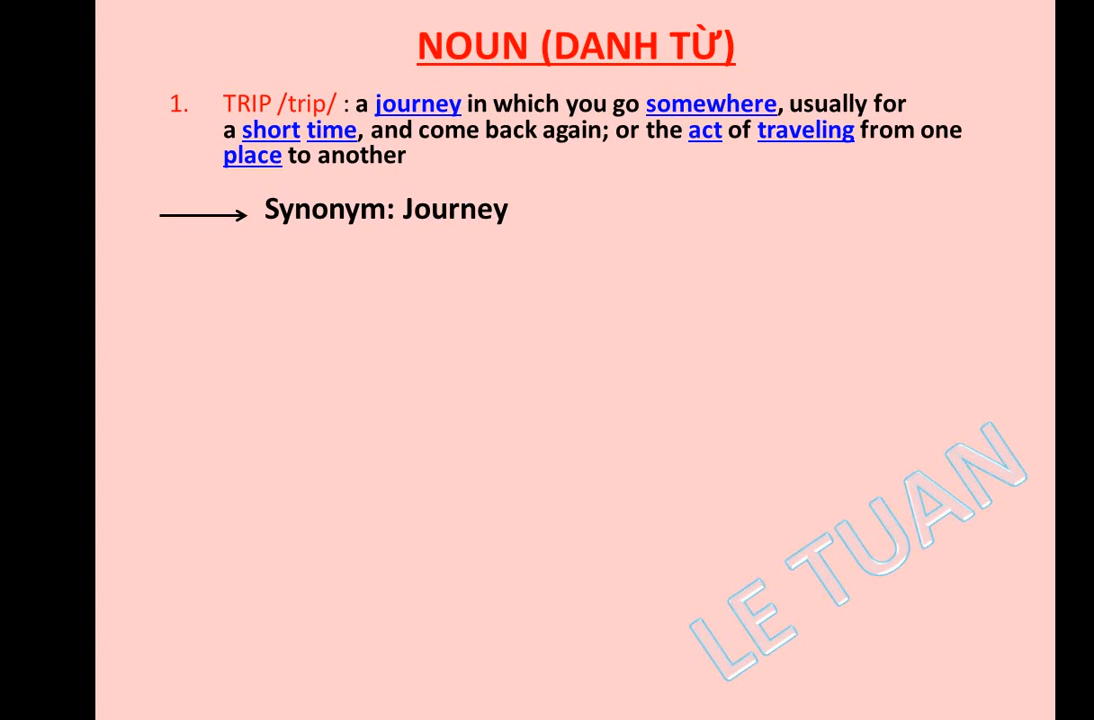 NOUN (DANH TỪ)
1. TRIP /trip/ : a journey in which you go somewhere, usually for
a short time, and come back again; or the act of traveling from one
place to another
Synonym: Journey
LE TUAN